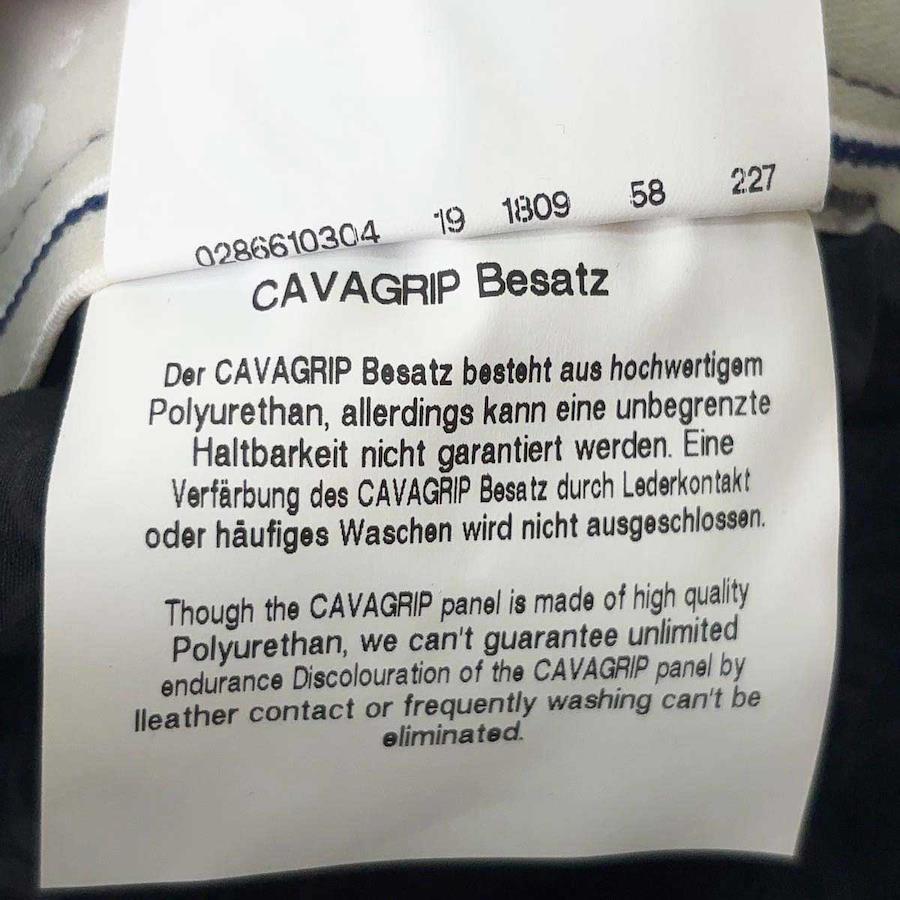 0286610304 19 1809 58 227
CAVAGRIP Besatz
Der CAVAGRIP Besatz besteht aus hochwertigem
Polyurethan, allerdings kann eine unbegrenzte
Haltbarkeit nicht garantiert werden. Eine
Verfärbung des CAVAGRIP Besatz durch Lederkontakt
oder häufiges Waschen wird nicht ausgeschlossen.
Though the CAVAGRIP panel is made of high quality
Polyurethan, we can't guarantee unlimited
endurance Discolouration of the CAVAGRIP panel by
lleather contact or frequently washing can't be
eliminated.